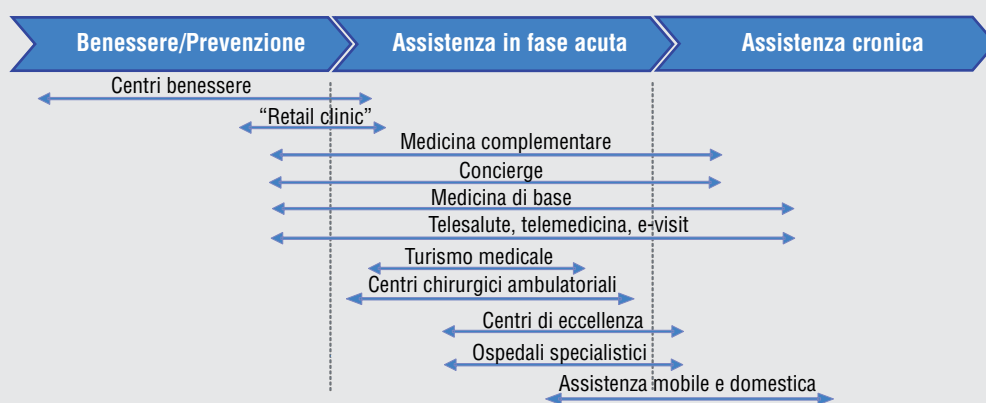 Benessere/Prevenzione
Assistenza in fase acuta
Assistenza cronica
Centri benessere
“Retail clinic”
Medicina complementare
Concierge
Medicina di base
Telesalute, telemedicina, e-visit
Turismo medicale
Centri chirurgici ambulatoriali
Centri di eccellenza
Ospedali specialistici
Assistenza mobile e domestica